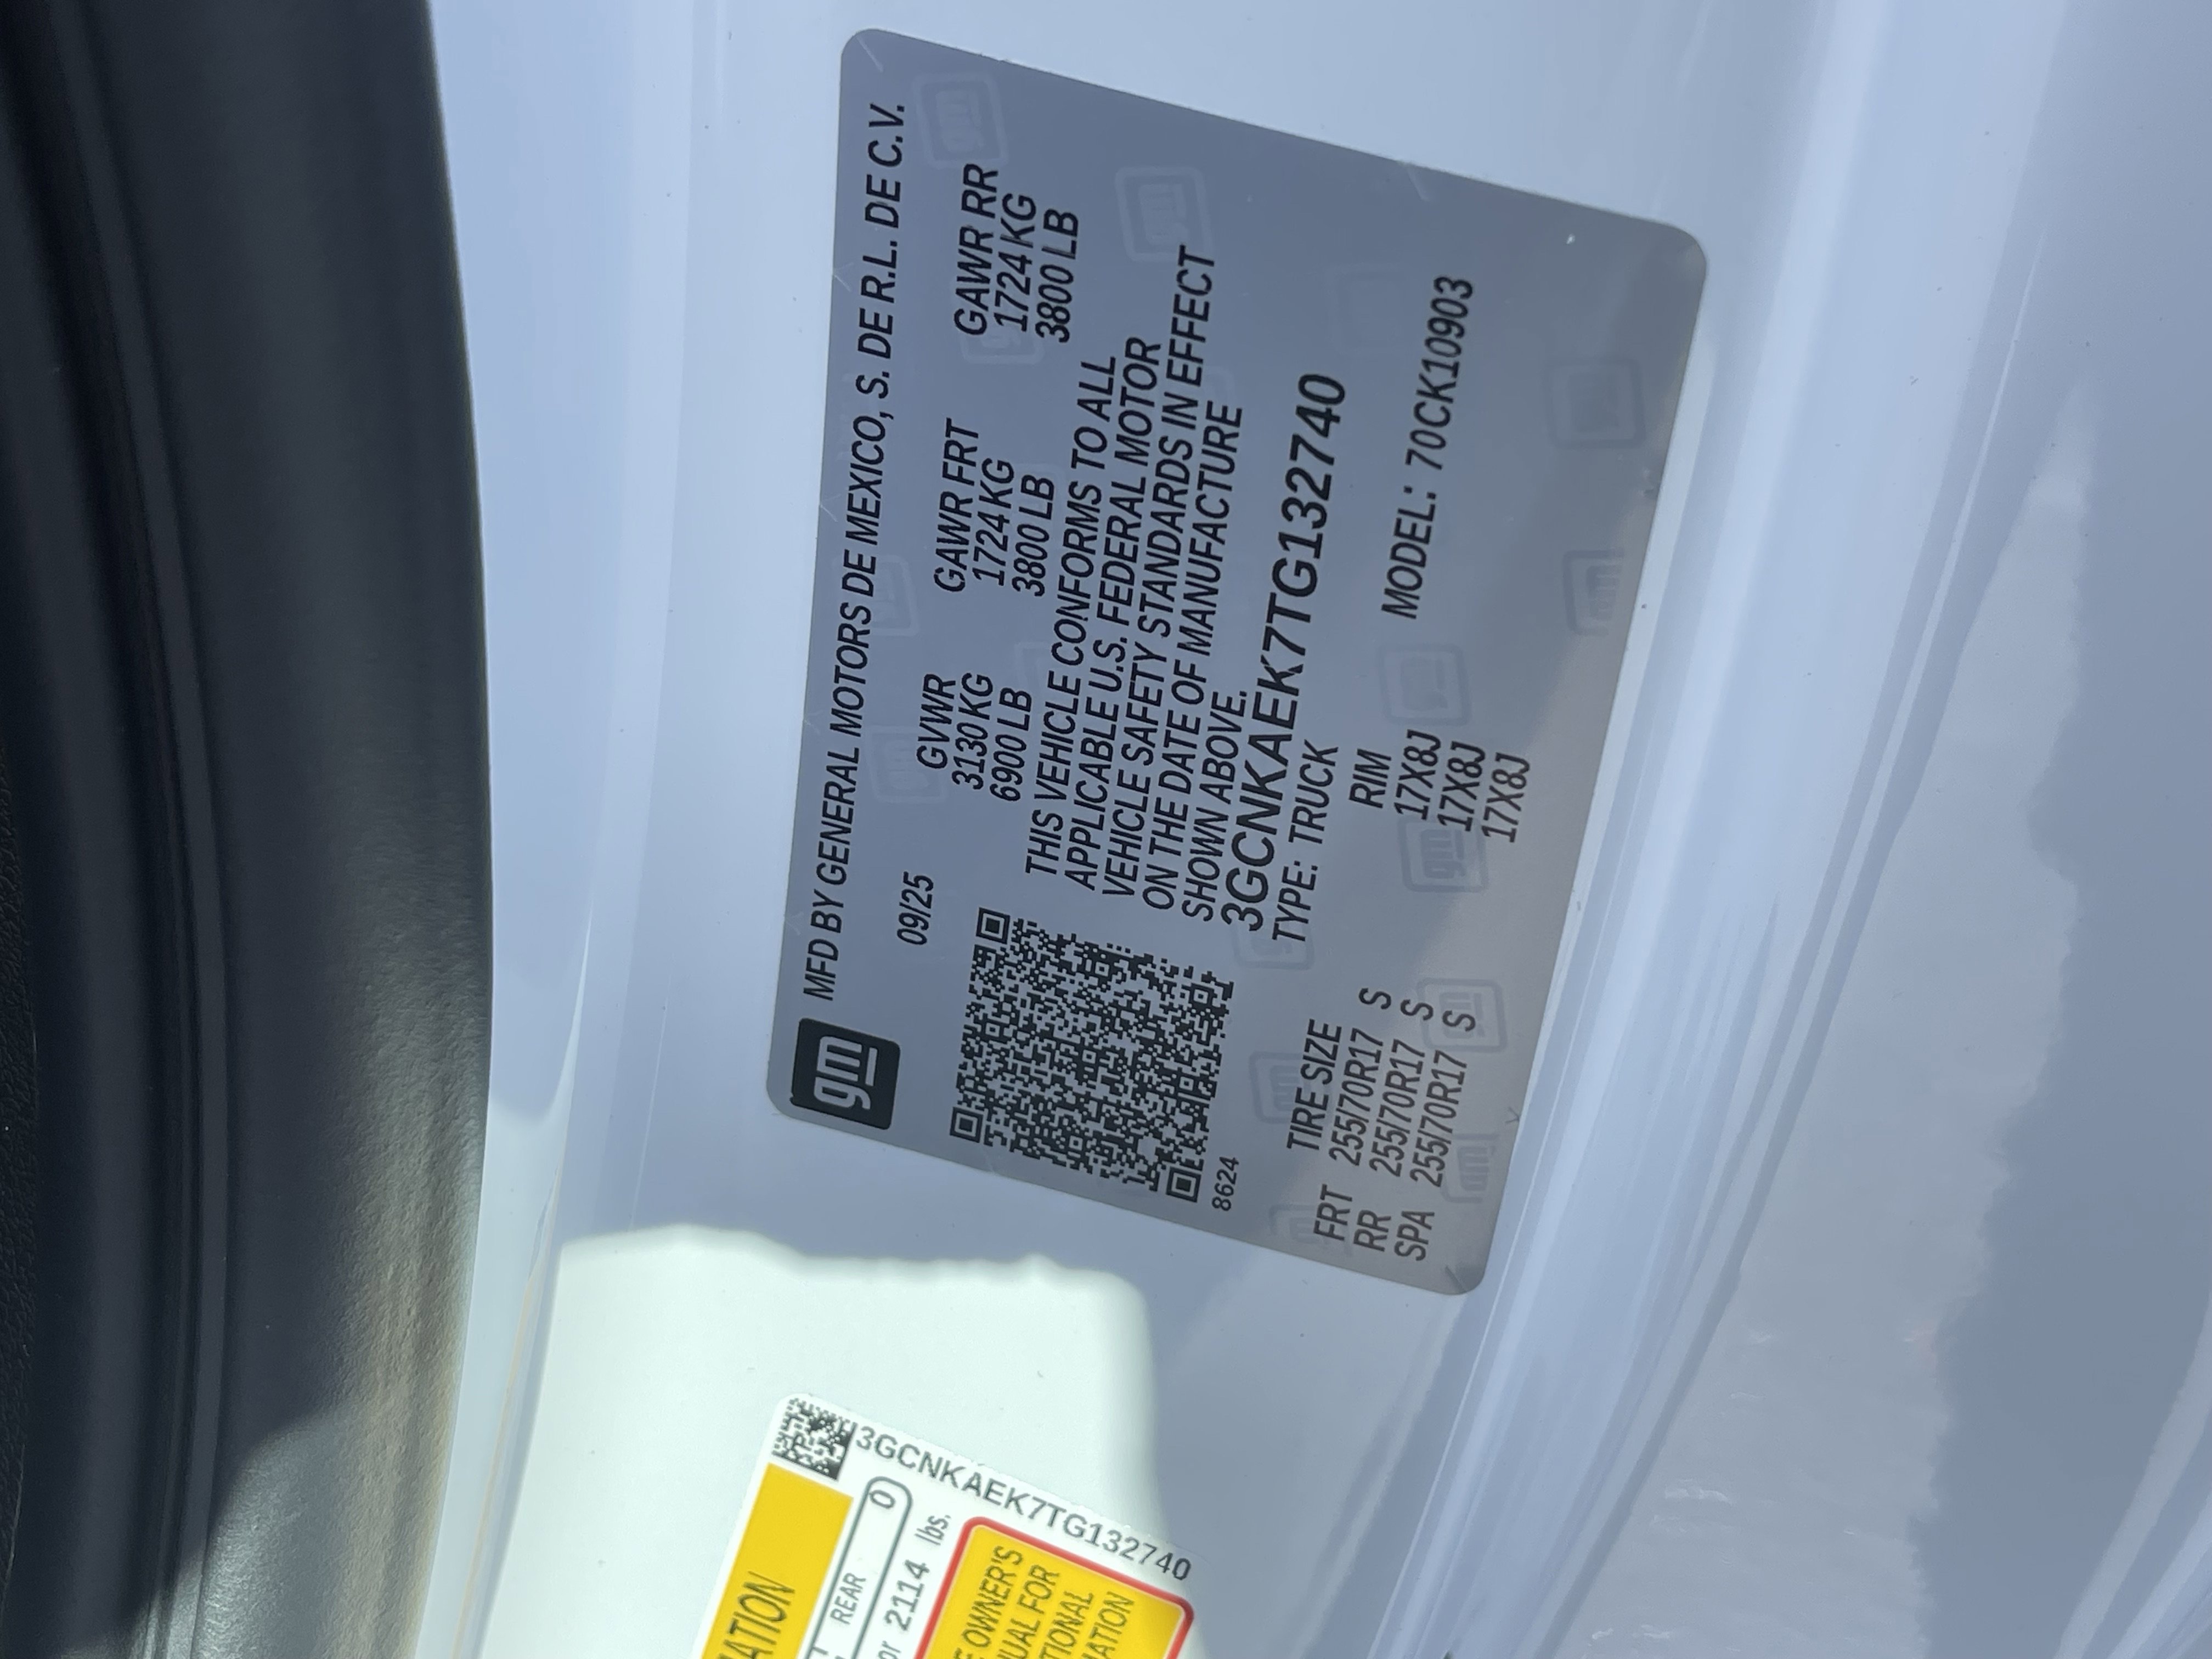 gm
MFD BY GENERAL MOTORS DE MEXICO, S. DE R.L. DE C.V.
09/25
GVWR GAWR FRT GAWR RR
3130 KG 1724 KG 1724 KG
6900 LB 3800 LB 3800 LB
THIS VEHICLE CONFORMS TO ALL
APPLICABLE U.S. FEDERAL MOTOR
VEHICLE SAFETY STANDARDS IN EFFECT
ON THE DATE OF MANUFACTURE
SHOWN ABOVE.
3GCNKAEK7TG132740
TYPE: TRUCK
8624
TIRE SIZE RIM MODEL: 70CK10903
FRT 255/70R17 S 17X8J
RR 255/70R17 S 17X8J
SPA 255/70R17 S 17X8J
3GCNKAEK7TG132740
REAR 0
2114 lbs.
OWNER'S
FOR